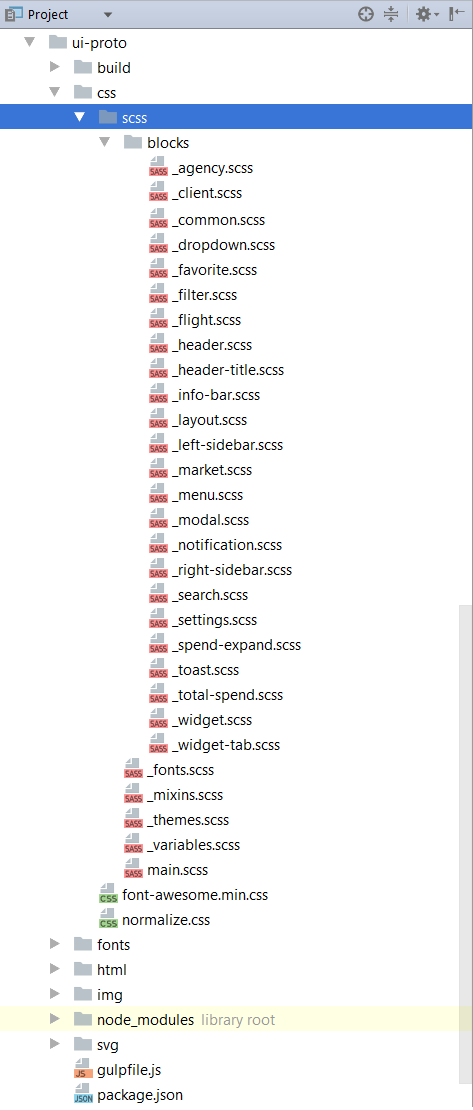 Project
ui-proto
build
css
scss
blocks
SASS _agency.scss
SASS _client.scss
SASS _common.scss
SASS _dropdown.scss
SASS _favorite.scss
SASS _filter.scss
SASS _flight.scss
SASS _header.scss
SASS _header-title.scss
SASS _info-bar.scss
SASS _layout.scss
SASS _left-sidebar.scss
SASS _market.scss
SASS _menu.scss
SASS _modal.scss
SASS _notification.scss
SASS _right-sidebar.scss
SASS _search.scss
SASS _settings.scss
SASS _spend-expand.scss
SASS _toast.scss
SASS _total-spend.scss
SASS _widget.scss
SASS _widget-tab.scss
SASS _fonts.scss
SASS _mixins.scss
SASS _themes.scss
SASS _variables.scss
SASS main.scss
CSS font-awesome.min.css
CSS normalize.css
fonts
html
img
node_modules library root
svg
JS gulpfile.js
JSON package.json